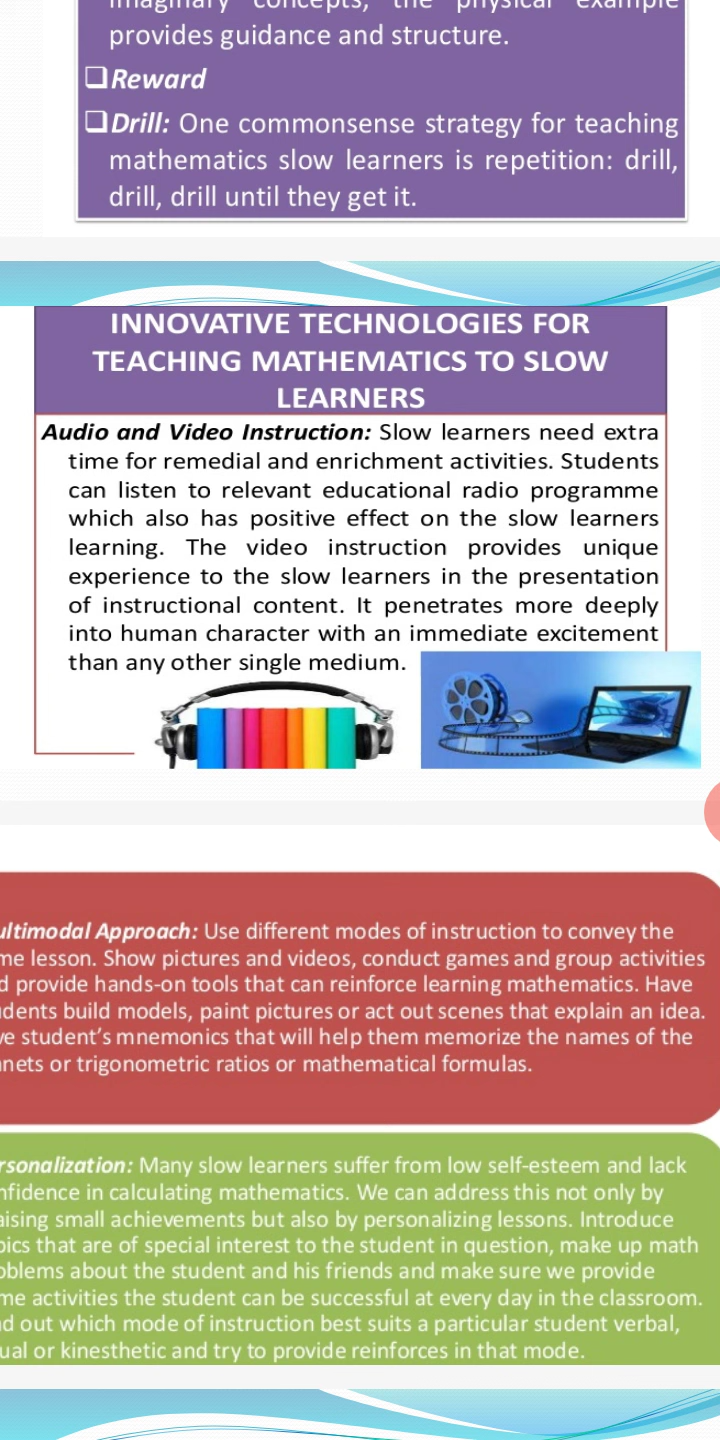 provides guidance and structure.
❑Reward
❑Drill: One commonsense strategy for teaching
mathematics slow learners is repetition: drill,
drill, drill until they get it.
INNOVATIVE TECHNOLOGIES FOR
TEACHING MATHEMATICS TO SLOW
LEARNERS
Audio and Video Instruction: Slow learners need extra
time for remedial and enrichment activities. Students
can listen to relevant educational radio programme
which also has positive effect on the slow learners
learning. The video instruction provides unique
experience to the slow learners in the presentation
of instructional content. It penetrates more deeply
into human character with an immediate excitement
than any other single medium.
Approach: Use different modes of instruction to convey the
lesson. Show pictures and videos, conduct games and group activities
provide hands-on tools that can reinforce learning mathematics. Have
build models, paint pictures or act out scenes that explain an idea.
student's mnemonics that will help them memorize the names of the
or trigonometric ratios or mathematical formulas.
Many slow learners suffer from low self-esteem and lack
in calculating mathematics. We can address this not only by
small achievements but also by personalizing lessons. Introduce
that are of special interest to the student in question, make up math
about the student and his friends and make sure we provide
activities the student can be successful at every day in the classroom.
out which mode of instruction best suits a particular student verbal,
or kinesthetic and try to provide reinforces in that mode.